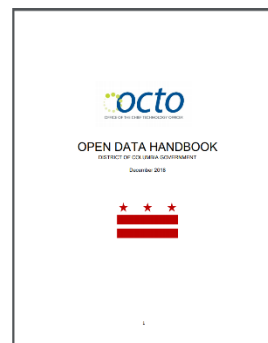 octo
OFFICE OF THE CHIEF TECHNOLOGY OFFICER
OPEN DATA HANDBOOK
DISTRICT OF COLUMBIA GOVERNMENT
December 2018
1